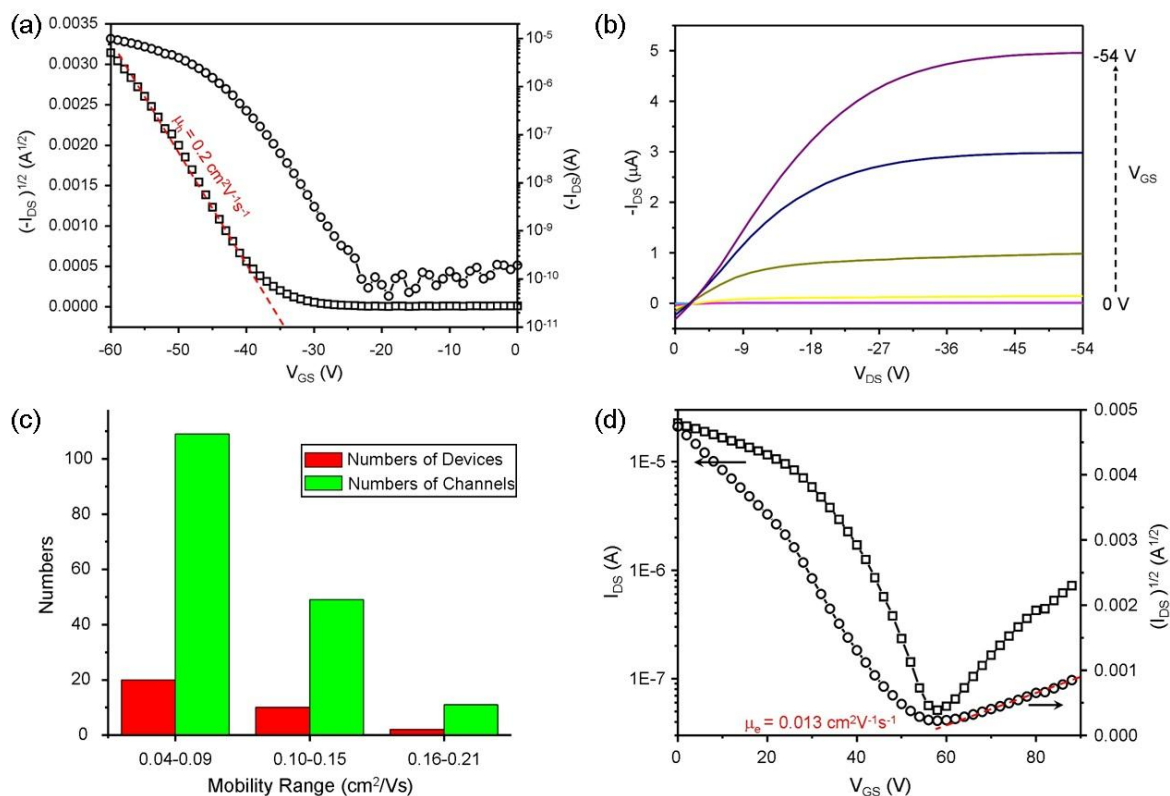 (a)
0.0035
0.0030
0.0025
0.0020
0.0015
0.0010
0.0005
0.0000
(-I_DS)^1/2 (A^1/2)
μ_h = 0.2 cm²V⁻¹s⁻¹
10⁻⁵
10⁻⁶
10⁻⁷
10⁻⁸
10⁻⁹
10⁻¹⁰
10⁻¹¹
(-I_DS)(A)
-60 -50 -40 -30 -20 -10 0
V_GS (V)
(b)
5
4
3
2
1
0
-I_DS (μA)
-54 V
V_GS
0 V
0 -9 -18 -27 -36 -45 -54
V_DS (V)
(c)
100
80
60
40
20
0
Numbers
Numbers of Devices
Numbers of Channels
0.04-0.09 0.10-0.15 0.16-0.21
Mobility Range (cm²/Vs)
(d)
1E-5
1E-6
1E-7
I_DS (A)
μ_e = 0.013 cm²V⁻¹s⁻¹
0.005
0.004
0.003
0.002
0.001
0.000
(I_DS)^1/2 (A^1/2)
0 20 40 60 80
V_GS (V)